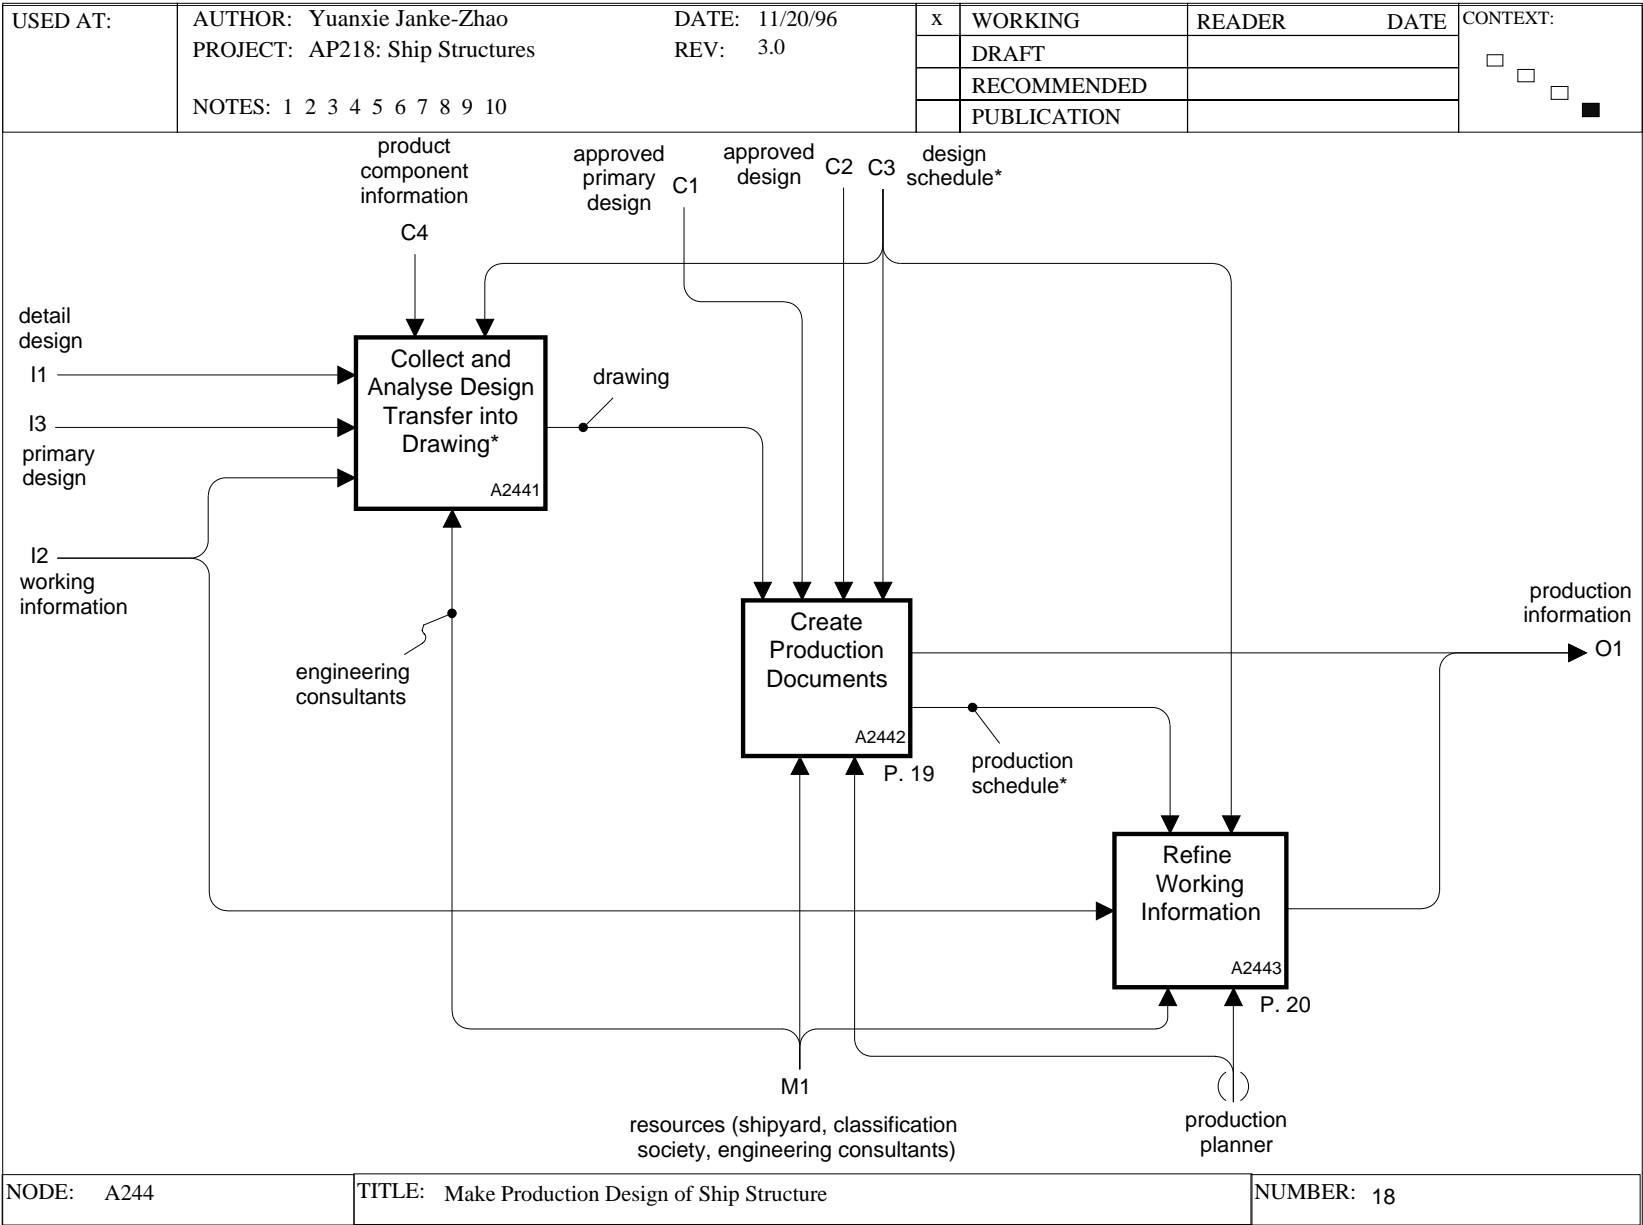 USED AT:
AUTHOR: Yuanxie Janke-Zhao
DATE: 11/20/96
x WORKING
READER DATE
CONTEXT:
PROJECT: AP218: Ship Structures
REV: 3.0
DRAFT
RECOMMENDED
NOTES: 1 2 3 4 5 6 7 8 9 10
PUBLICATION
product
component
information
C4
approved
primary
design
C1
approved
design
C2
C3
design
schedule*
detail
design
I1
I3
primary
design
I2
working
information
Collect and
Analyse Design
Transfer into
Drawing*
A2441
drawing
engineering
consultants
Create
Production
Documents
A2442
P. 19
production
schedule*
production
information
O1
Refine
Working
Information
A2443
P. 20
M1
resources (shipyard, classification
society, engineering consultants)
production
planner
NODE: A244
TITLE: Make Production Design of Ship Structure
NUMBER: 18